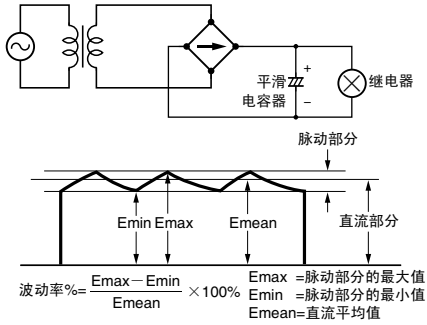 平滑
电容器
+
−
继电器
脉动部分
Emin Emax
Emean
直流部分
波动率%= Emax－Emin / Emean ×100%
Emax =脉动部分的最大值
Emin =脉动部分的最小值
Emean=直流平均值